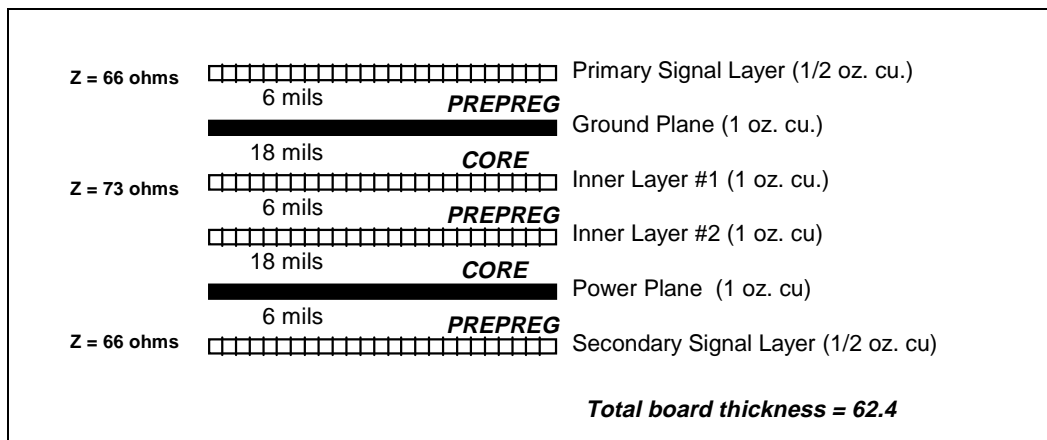 Z = 66 ohms Primary Signal Layer (1/2 oz. cu.)
6 mils PREPREG
Ground Plane (1 oz. cu.)
18 mils CORE
Z = 73 ohms Inner Layer #1 (1 oz. cu.)
6 mils PREPREG
Inner Layer #2 (1 oz. cu)
18 mils CORE
Power Plane (1 oz. cu)
6 mils PREPREG
Z = 66 ohms Secondary Signal Layer (1/2 oz. cu)
Total board thickness = 62.4